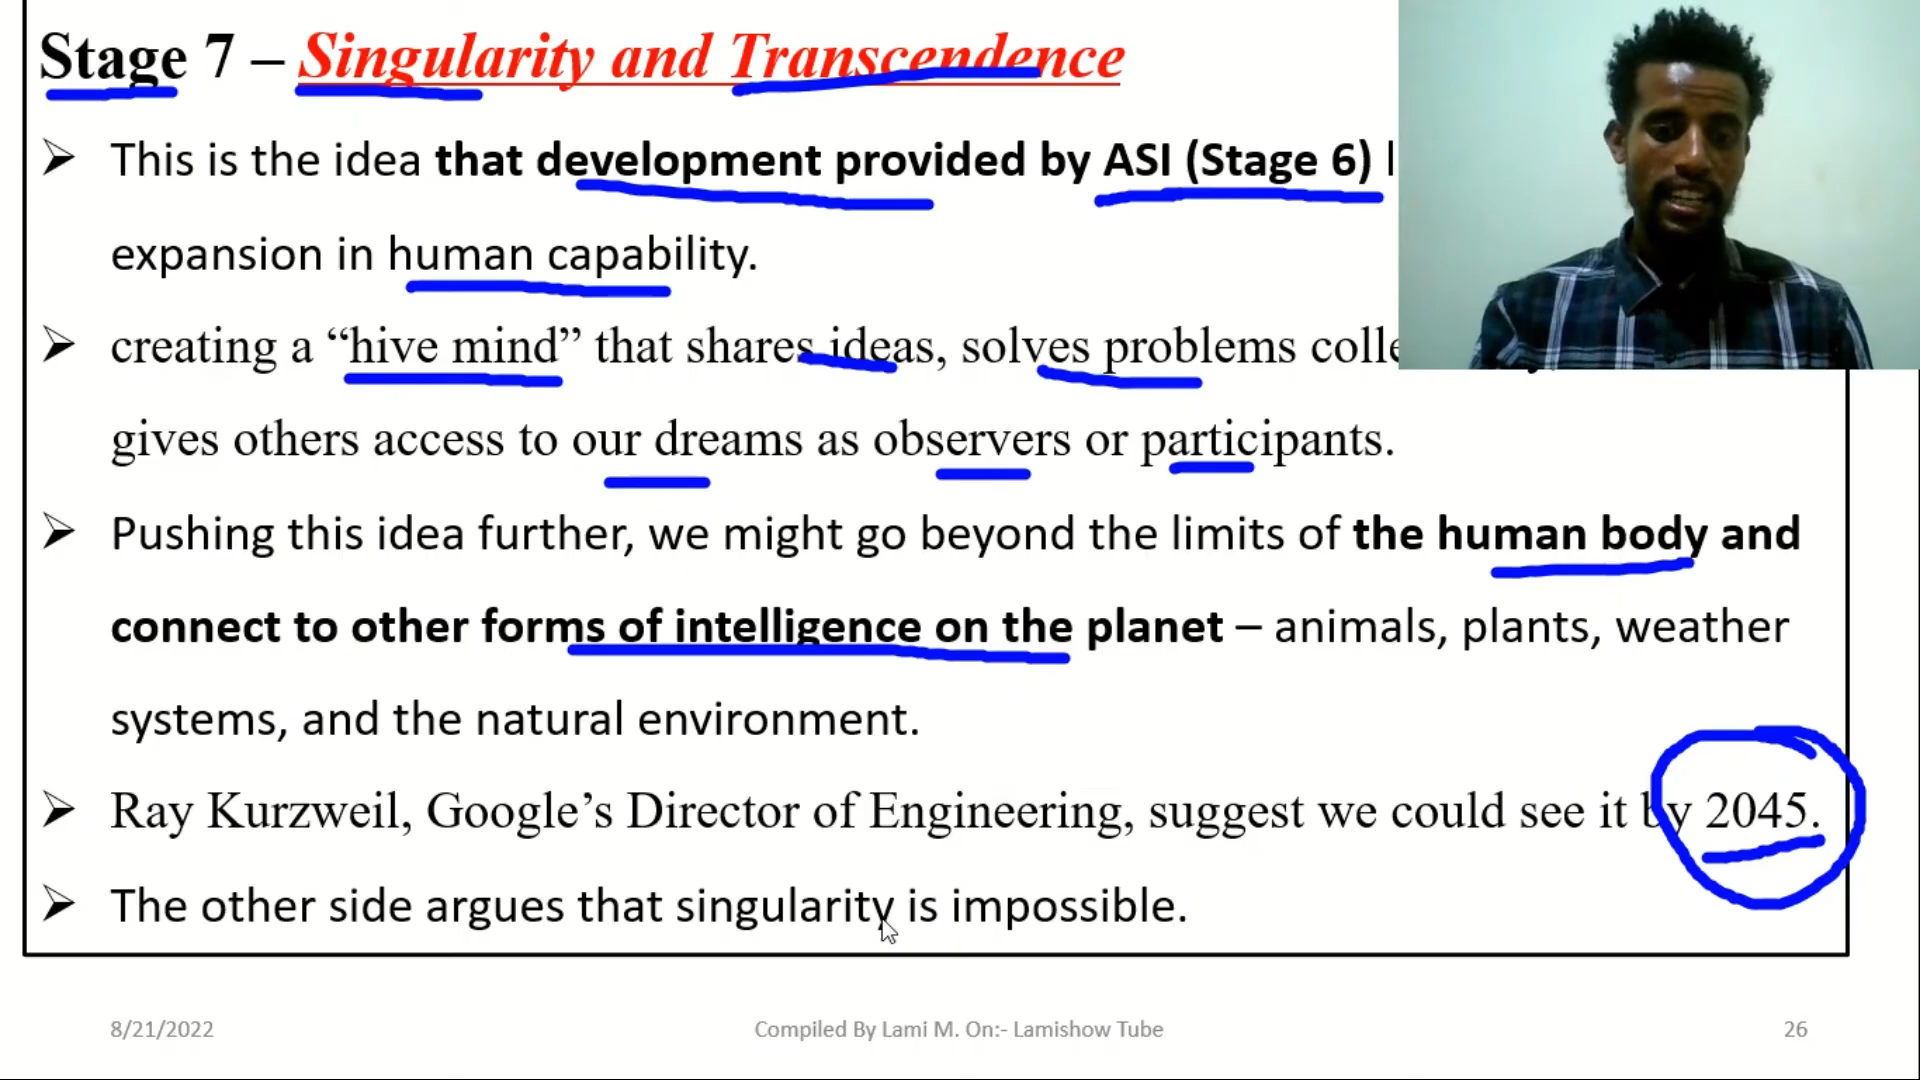 Stage 7 – Singularity and Transcendence
➢ This is the idea that development provided by ASI (Stage 6)
expansion in human capability.
➢ creating a “hive mind” that shares ideas, solves problems
gives others access to our dreams as observers or participants.
➢ Pushing this idea further, we might go beyond the limits of the human body and
connect to other forms of intelligence on the planet – animals, plants, weather
systems, and the natural environment.
➢ Ray Kurzweil, Google’s Director of Engineering, suggest we could see it by 2045.
➢ The other side argues that singularity is impossible.
8/21/2022
Compiled By Lami M. On:- Lamishow Tube
26